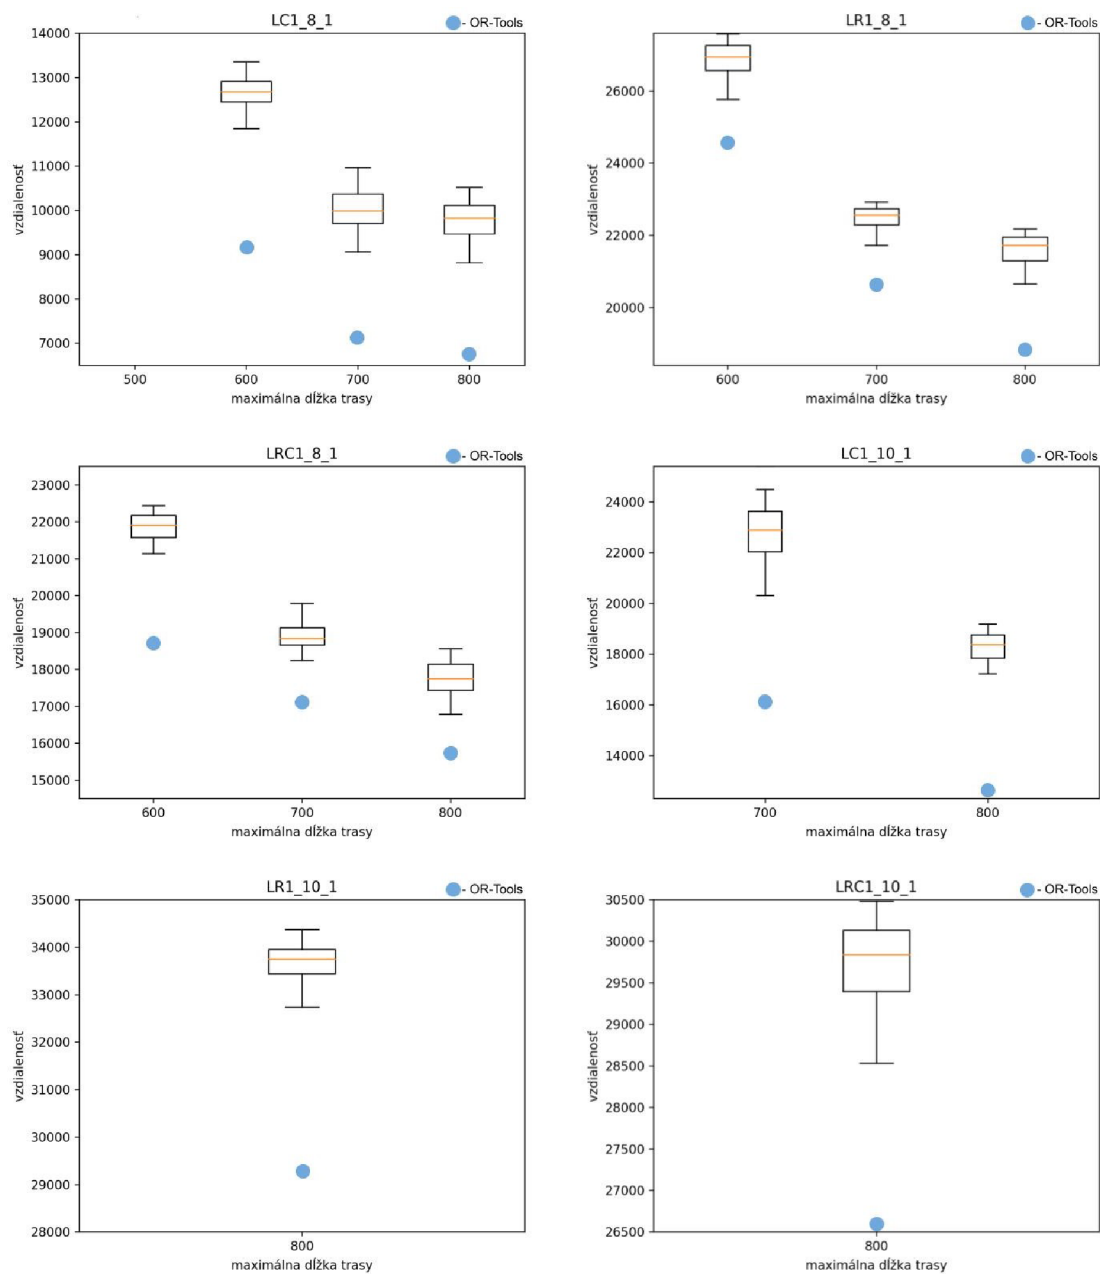 LC1_8_1
- OR-Tools
14000
13000
12000
11000
10000
9000
8000
7000
vzdialenosť
500 600 700 800
maximálna dĺžka trasy
LR1_8_1
- OR-Tools
26000
24000
22000
20000
vzdialenosť
600 700 800
maximálna dĺžka trasy
LRC1_8_1
- OR-Tools
23000
22000
21000
20000
19000
18000
17000
16000
15000
vzdialenosť
600 700 800
maximálna dĺžka trasy
LC1_10_1
- OR-Tools
24000
22000
20000
18000
16000
14000
vzdialenosť
700 800
maximálna dĺžka trasy
LR1_10_1
- OR-Tools
35000
34000
33000
32000
31000
30000
29000
28000
vzdialenosť
800
maximálna dĺžka trasy
LRC1_10_1
- OR-Tools
30500
30000
29500
29000
28500
28000
27500
27000
26500
vzdialenosť
800
maximálna dĺžka trasy